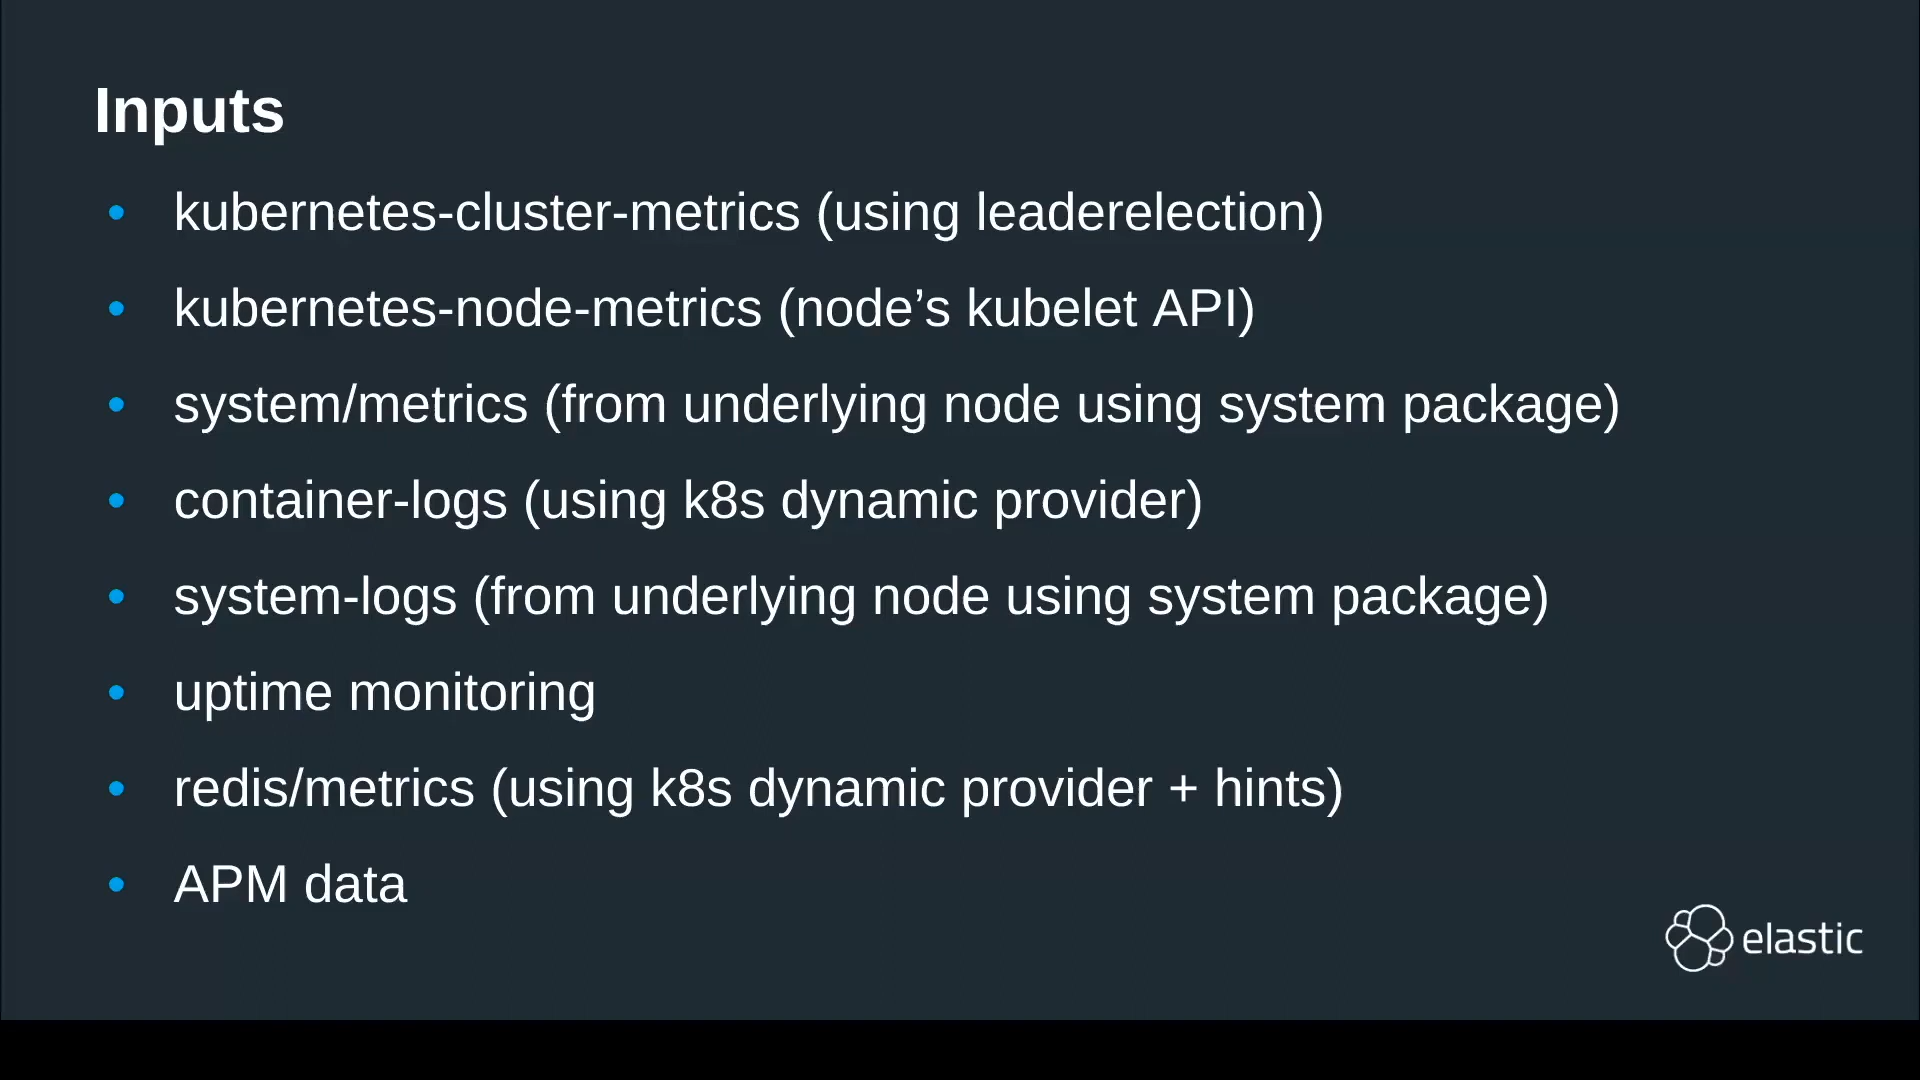 Inputs
• kubernetes-cluster-metrics (using leaderelection)
• kubernetes-node-metrics (node’s kubelet API)
• system/metrics (from underlying node using system package)
• container-logs (using k8s dynamic provider)
• system-logs (from underlying node using system package)
• uptime monitoring
• redis/metrics (using k8s dynamic provider + hints)
• APM data
elastic